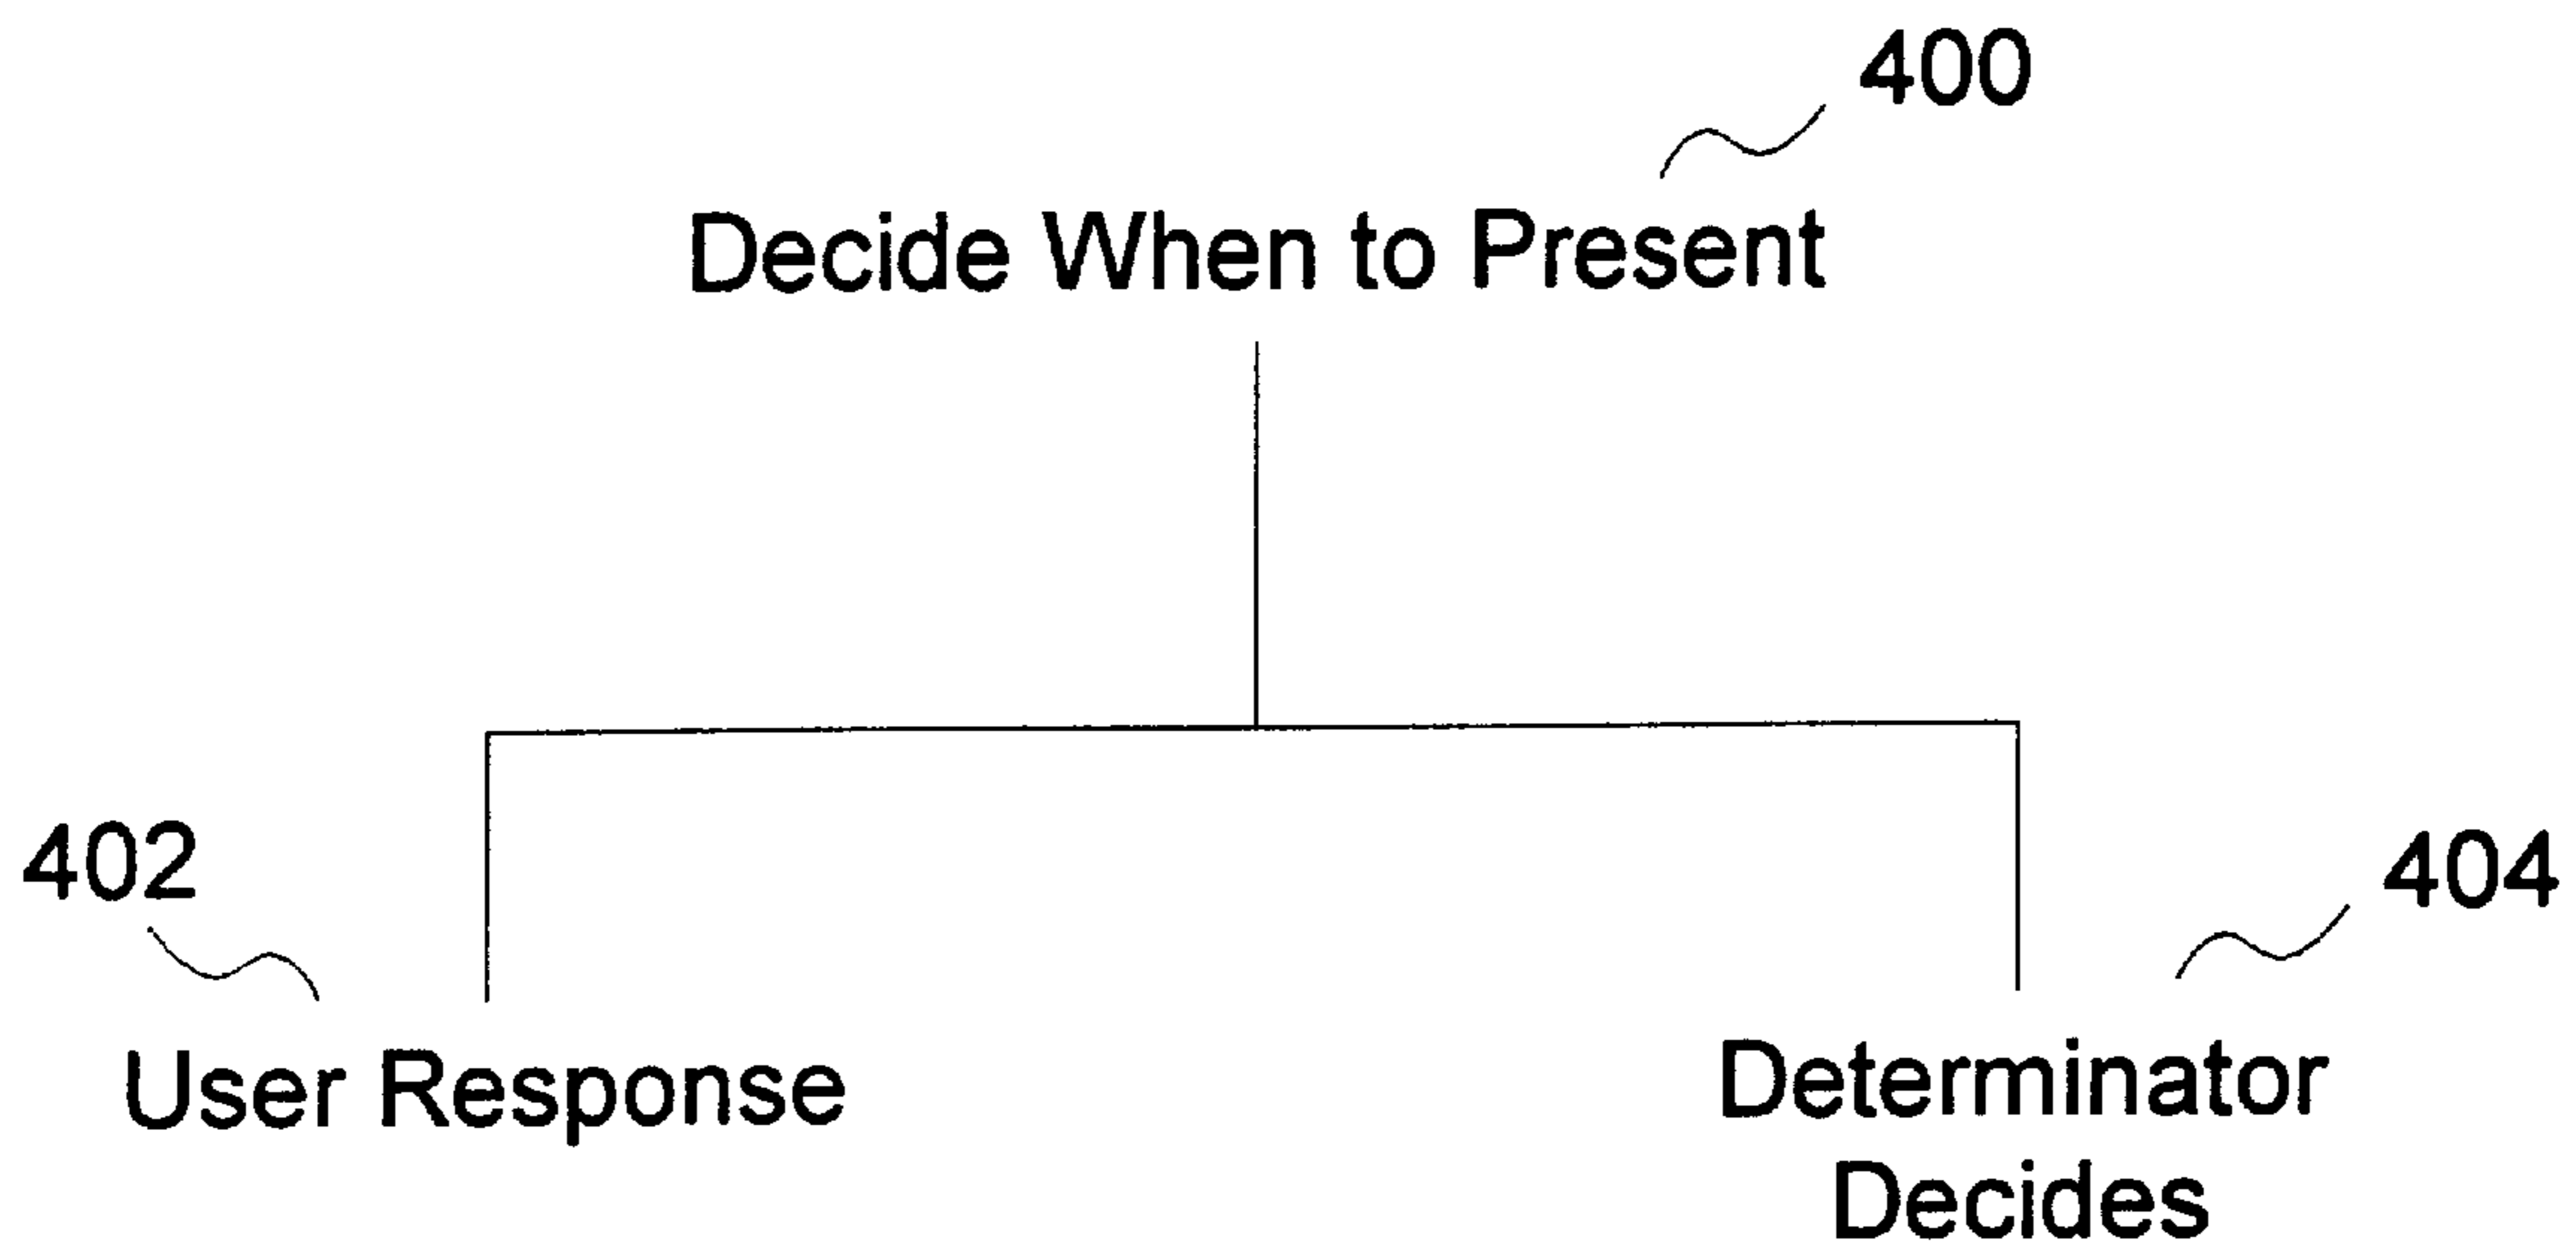 400
Decide When to Present
402
404
User Response
Determinator
Decides